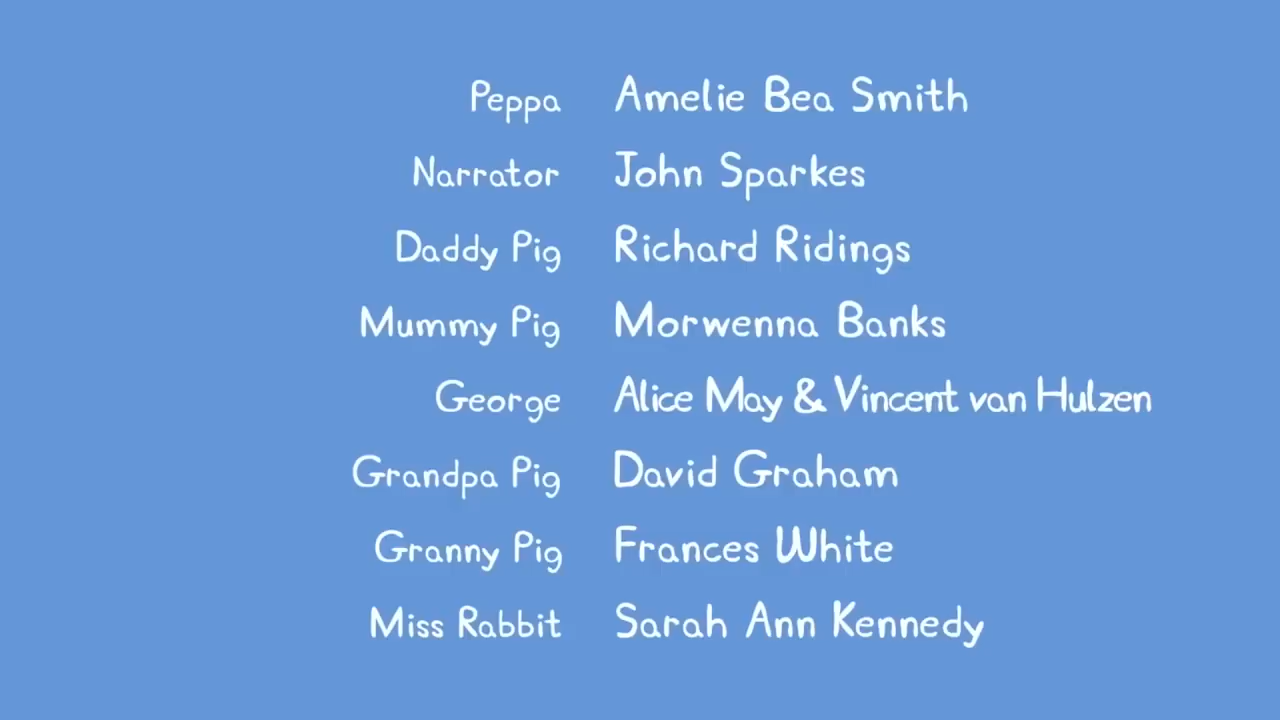 Peppa Amelie Bea Smith
Narrator John Sparkes
Daddy Pig Richard Ridings
Mummy Pig Morwenna Banks
George Alice May & Vincent van Hulzen
Grandpa Pig David Graham
Granny Pig Frances White
Miss Rabbit Sarah Ann Kennedy